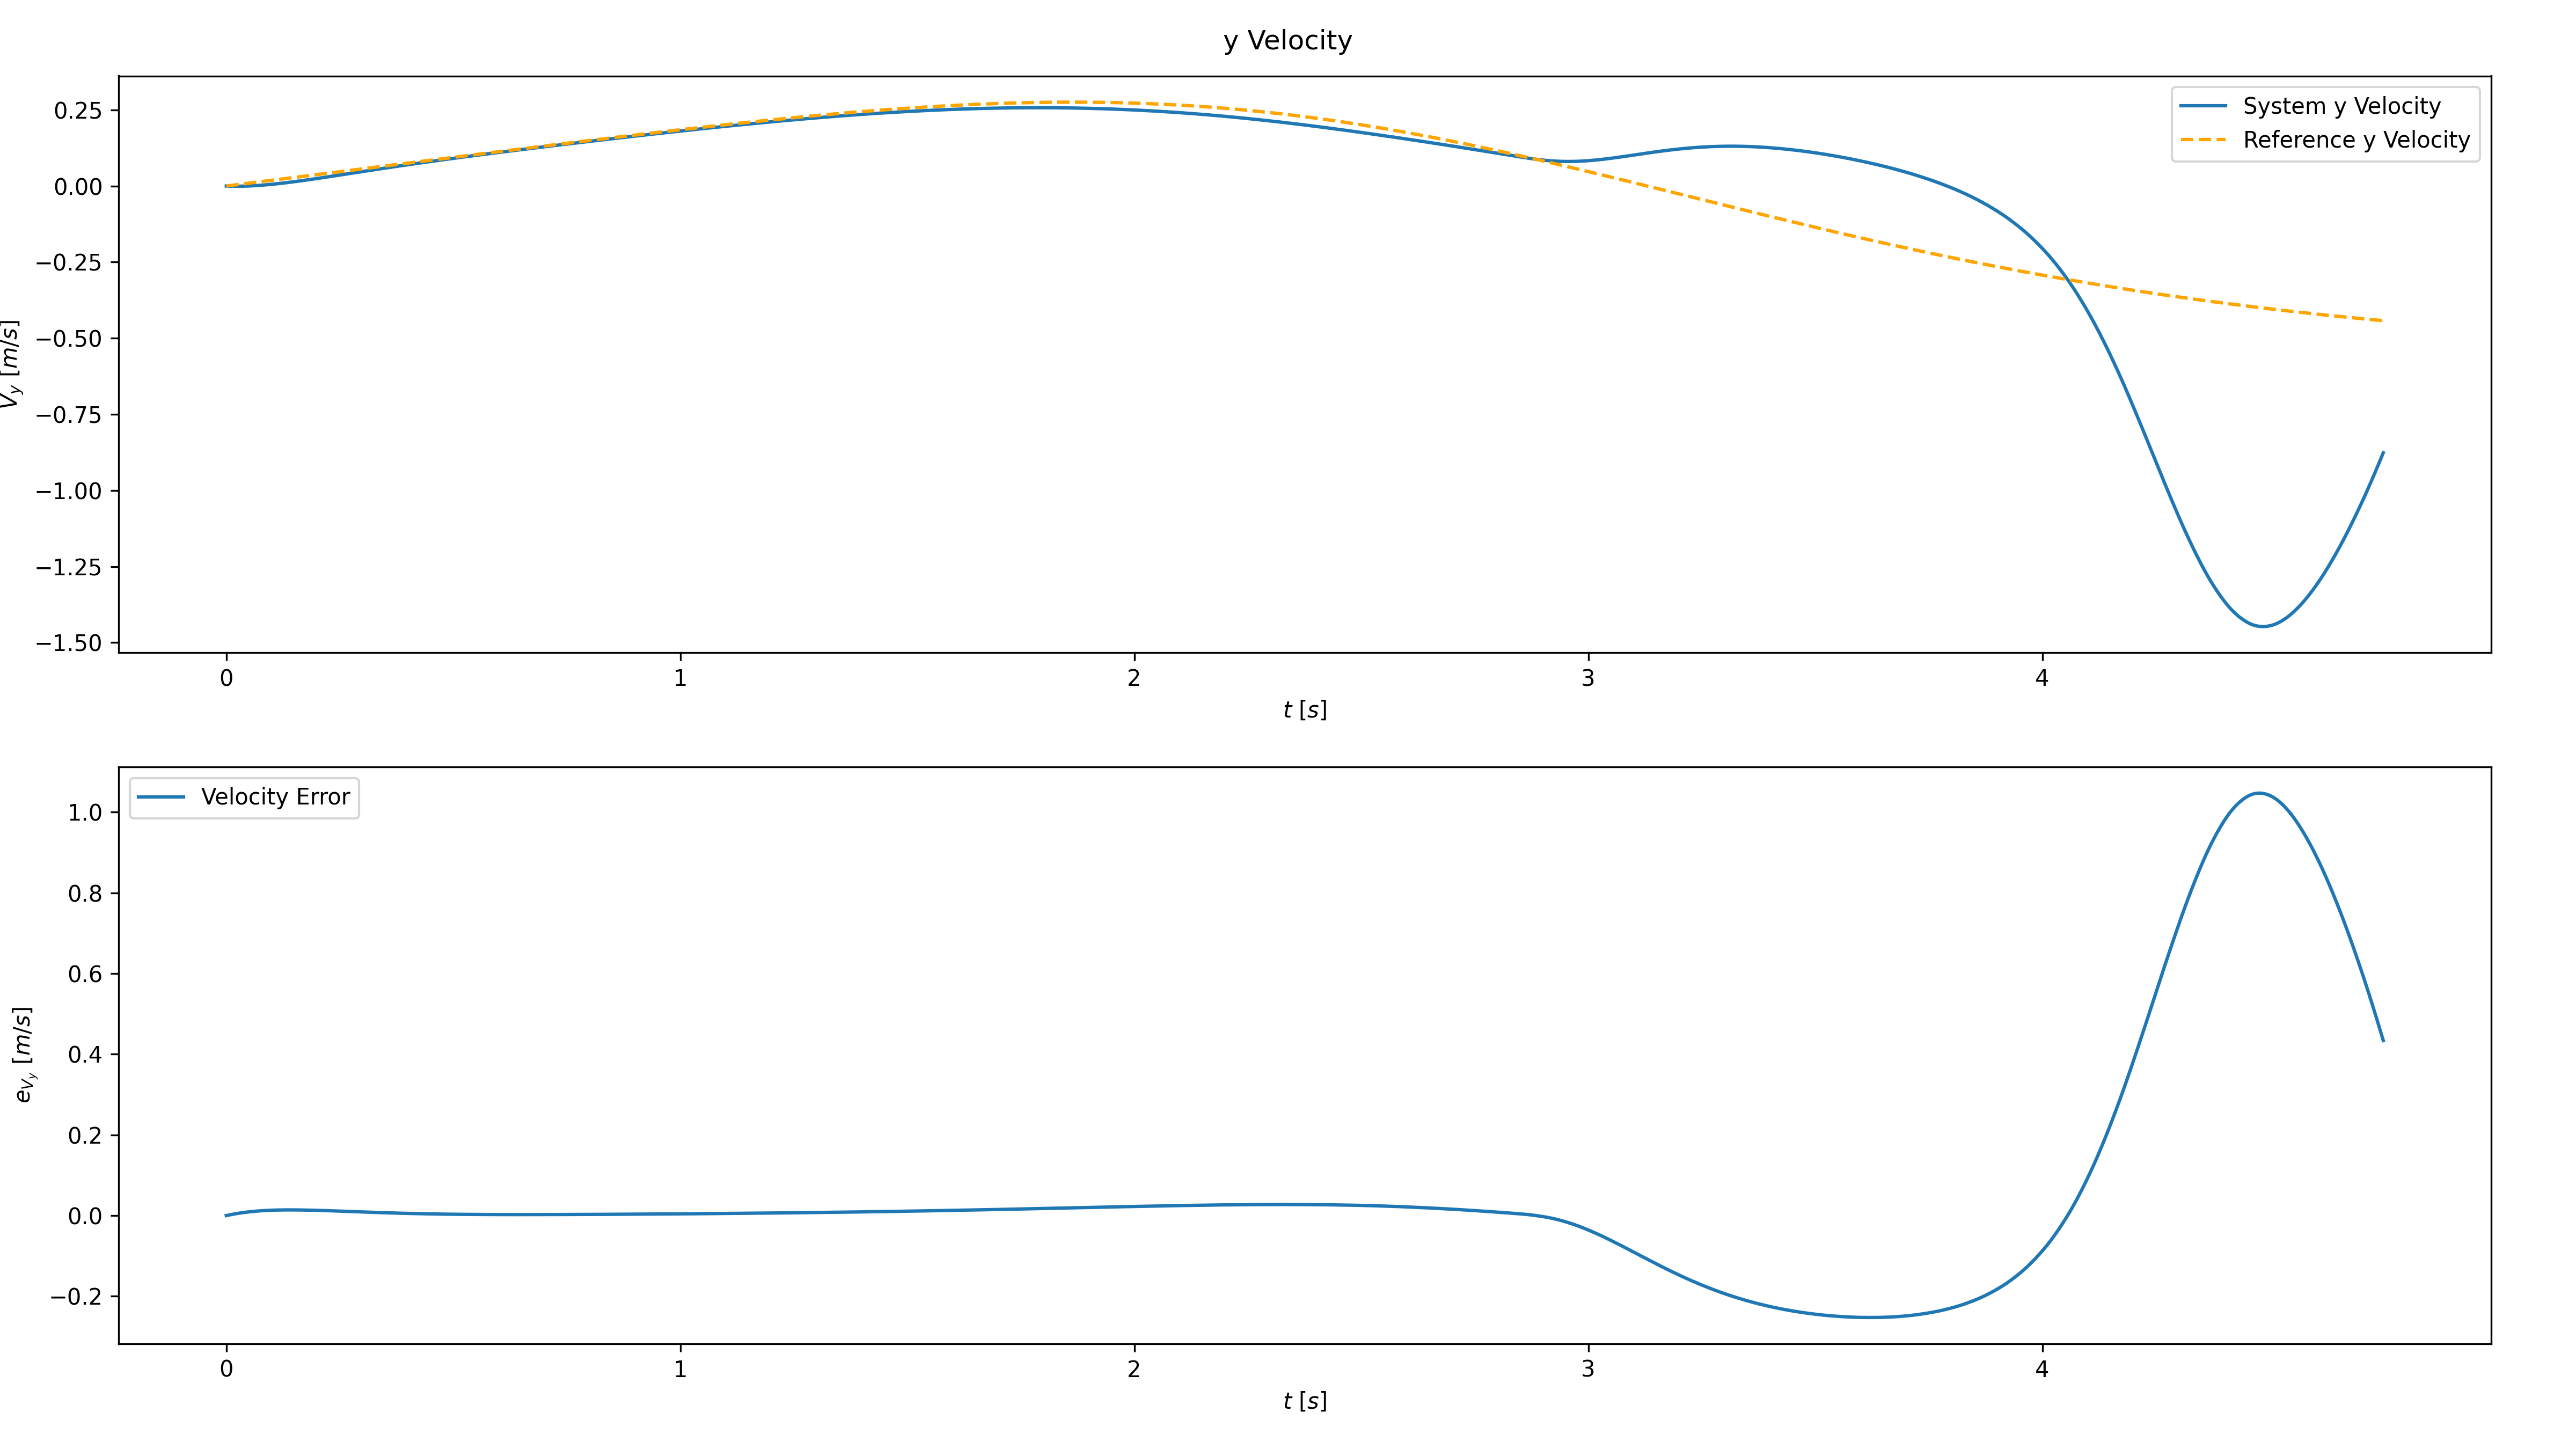 y Velocity
System y Velocity
Reference y Velocity
0.25
0.00
−0.25
−0.50
−0.75
−1.00
−1.25
−1.50
V_y [m/s]
0 1 2 3 4
t [s]
Velocity Error
1.0
0.8
0.6
0.4
0.2
0.0
−0.2
e_{V_y} [m/s]
0 1 2 3 4
t [s]